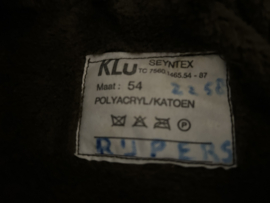 KLu SEYNTEX
Maat: 54
2258
POLYACRYL/KATOEN
P
RUPERS